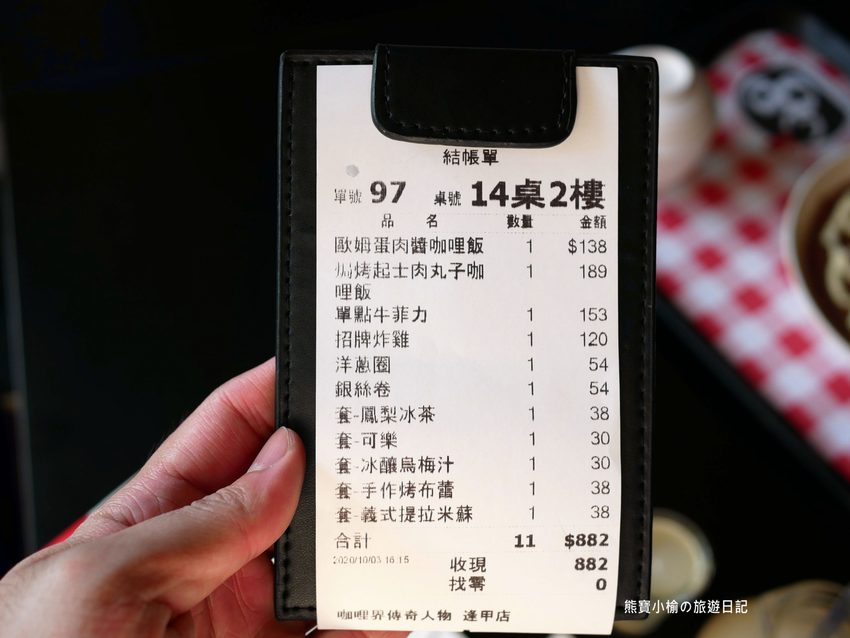 結帳單
單號 97 桌號 14桌2樓
品 名 數量 金額
歐姆蛋肉醬咖哩飯 1 $138
焗烤起士肉丸子咖 1 189
哩飯
單點牛菲力 1 153
招牌炸雞 1 120
洋蔥圈 1 54
銀絲卷 1 54
套-鳳梨冰茶 1 38
套-可樂 1 30
套-冰釀烏梅汁 1 30
套-手作烤布蕾 1 38
套-義式提拉米蘇 1 38
合計 11 $882
2020/10/03 16:15 收現 882
找零 0
咖哩界傳奇人物 逢甲店
熊寶小榆の旅遊日記